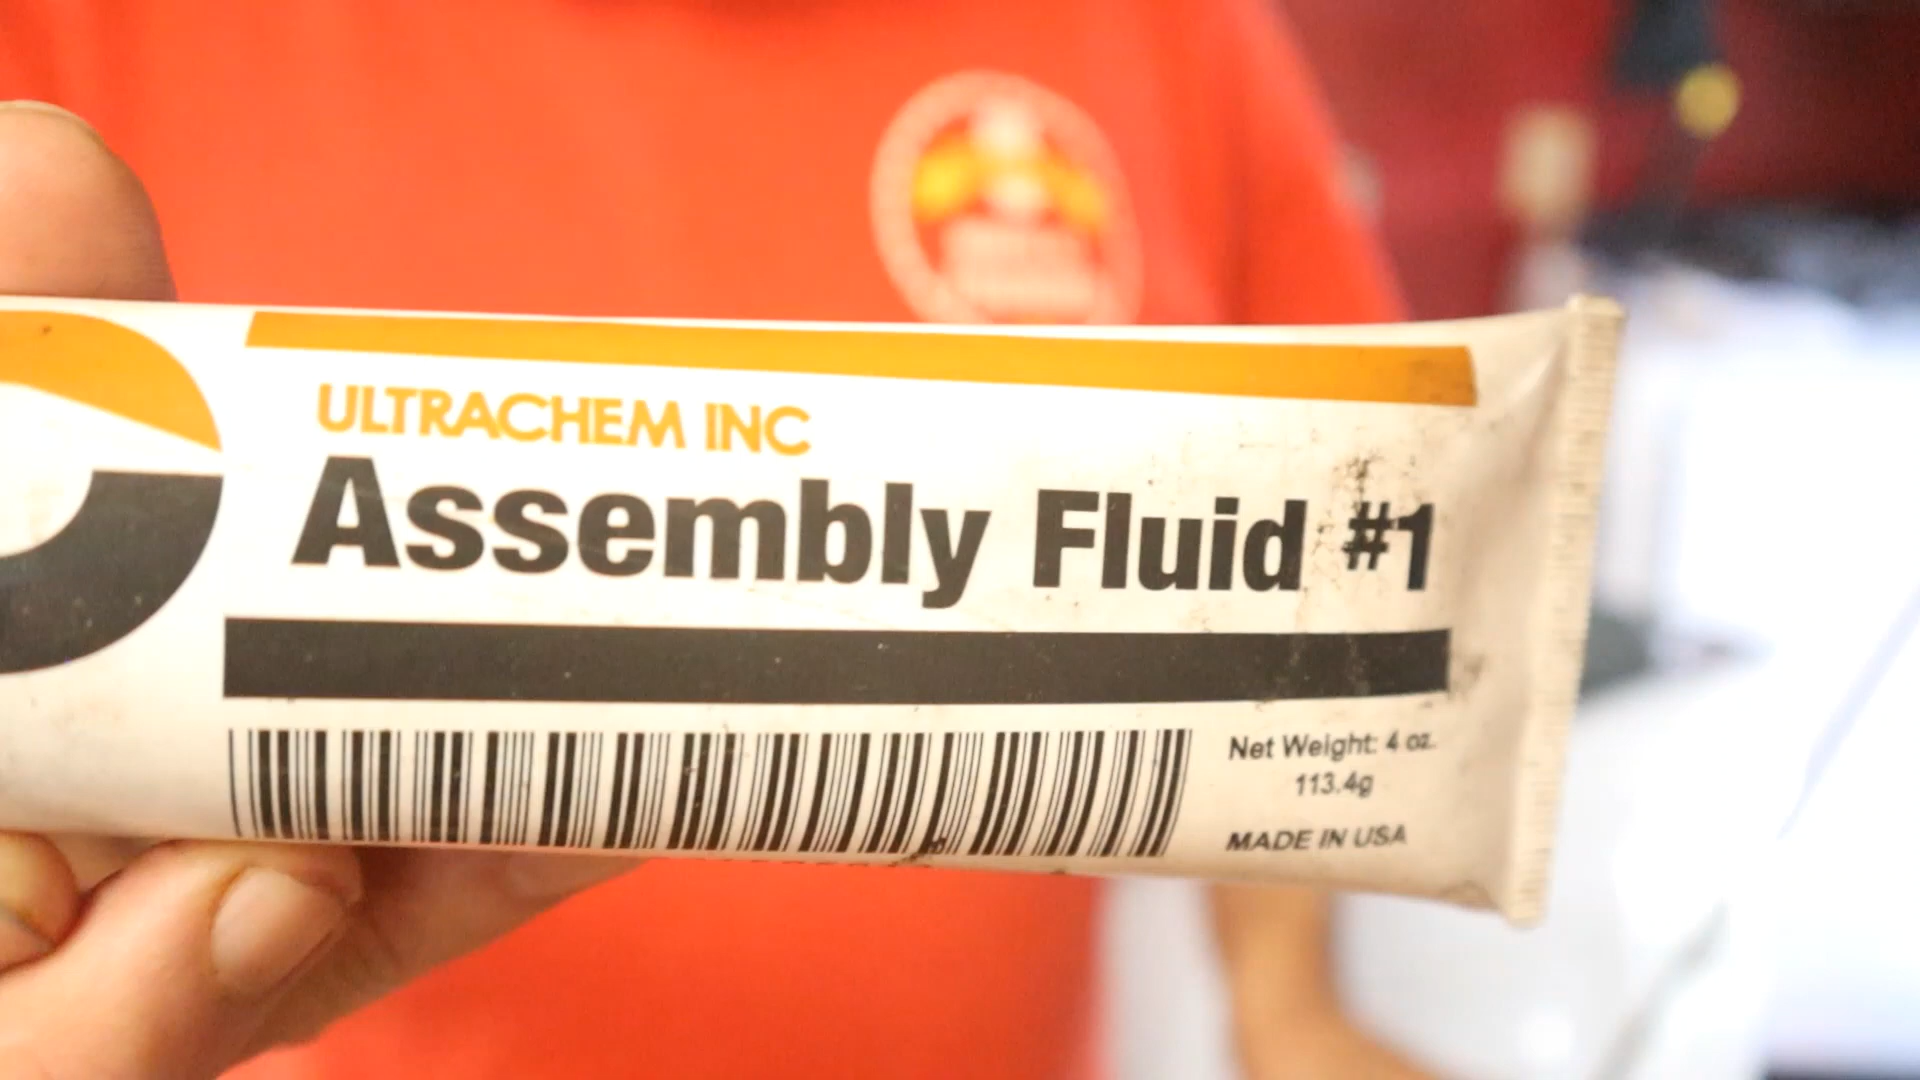 ULTRACHEM INC
Assembly Fluid #1
Net Weight: 4 oz.
113.4g
MADE IN USA